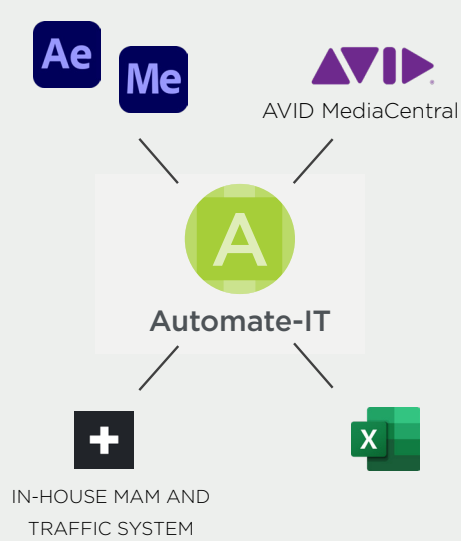 Ae
Me
AVID
AVID MediaCentral
A
Automate-IT
X
IN-HOUSE MAM AND
TRAFFIC SYSTEM